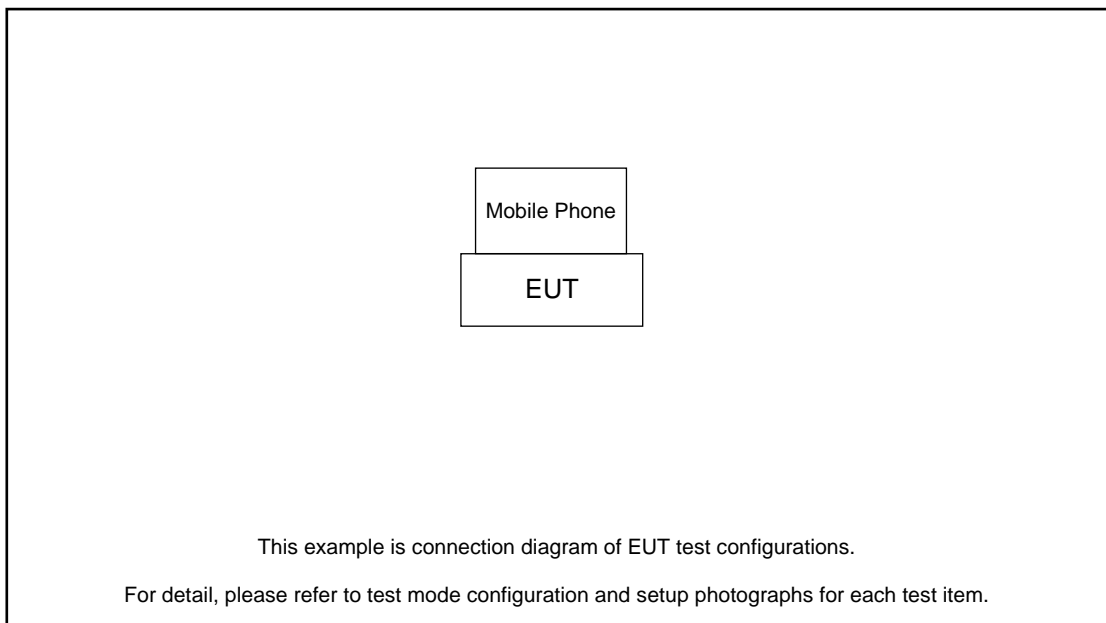 Mobile Phone
EUT
This example is connection diagram of EUT test configurations.
For detail, please refer to test mode configuration and setup photographs for each test item.